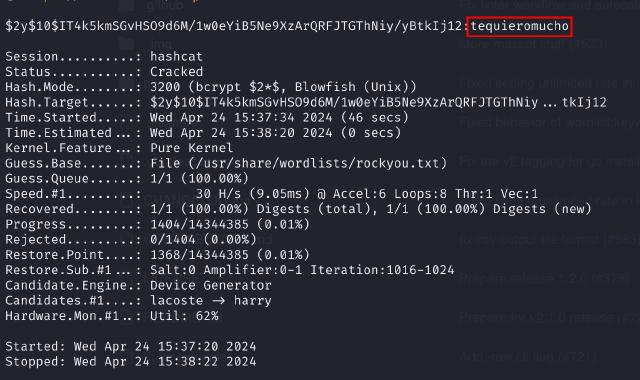 $2y$10$IT4k5kmSGvHSO9d6M/1w0eYiB5Ne9XzArQRFJTGThNiy/yBtkIj12:tequieromucho
Session..........: hashcat
Status...........: Cracked
Hash.Mode........: 3200 (bcrypt $2*$, Blowfish (Unix))
Hash.Target......: $2y$10$IT4k5kmSGvHSO9d6M/1w0eYiB5Ne9XzArQRFJTGThNiy...tkIj12
Time.Started.....: Wed Apr 24 15:37:34 2024 (46 secs)
Time.Estimated...: Wed Apr 24 15:38:20 2024 (0 secs)
Kernel.Feature...: Pure Kernel
Guess.Base.......: File (/usr/share/wordlists/rockyou.txt)
Guess.Queue......: 1/1 (100.00%)
Speed.#1.........:       30 H/s (9.05ms) @ Accel:6 Loops:8 Thr:1 Vec:1
Recovered........: 1/1 (100.00%) Digests (total), 1/1 (100.00%) Digests (new)
Progress.........: 1404/14344385 (0.01%)
Rejected.........: 0/1404 (0.00%)
Restore.Point....: 1368/14344385 (0.01%)
Restore.Sub.#1...: Salt:0 Amplifier:0-1 Iteration:1016-1024
Candidate.Engine.: Device Generator
Candidates.#1....: lacoste -> harry
Hardware.Mon.#1..: Util: 62%
Started: Wed Apr 24 15:37:20 2024
Stopped: Wed Apr 24 15:38:22 2024